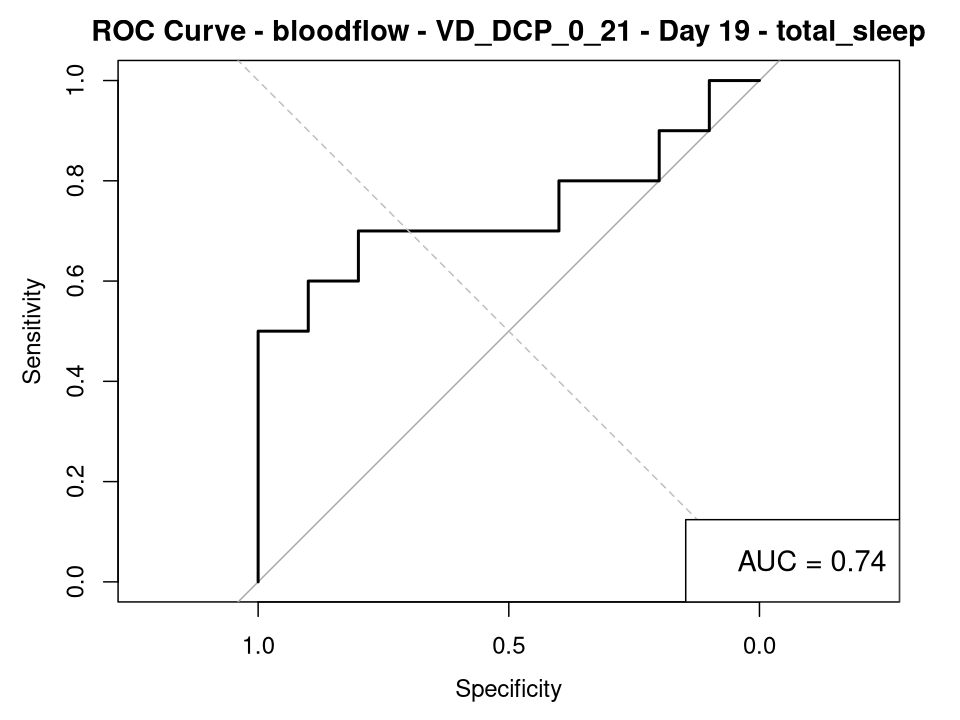 ROC Curve - bloodflow - VD_DCP_0_21 - Day 19 - total_sleep
1.0
0.8
0.6
0.4
0.2
0.0
Sensitivity
AUC = 0.74
1.0 0.5 0.0
Specificity